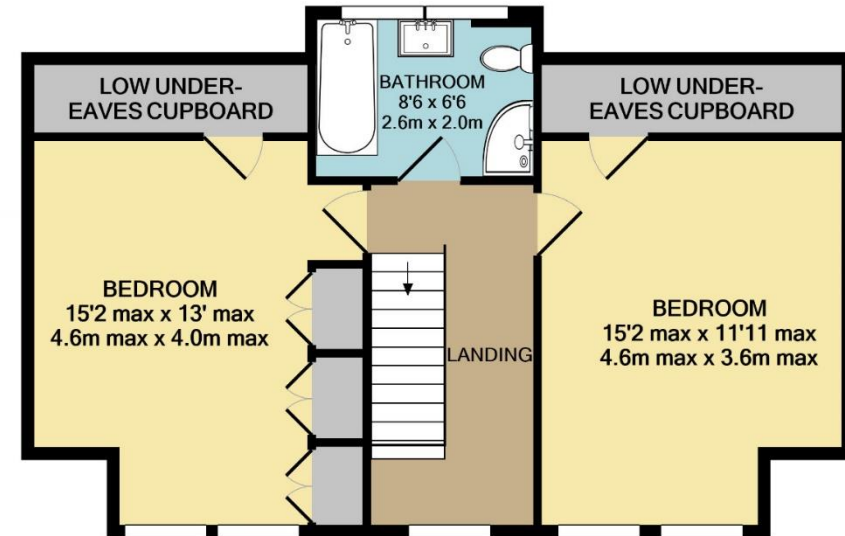 LOW UNDER-
EAVES CUPBOARD
BATHROOM
8'6 x 6'6
2.6m x 2.0m
LOW UNDER-
EAVES CUPBOARD
BEDROOM
15'2 max x 13' max
4.6m max x 4.0m max
LANDING
BEDROOM
15'2 max x 11'11 max
4.6m max x 3.6m max